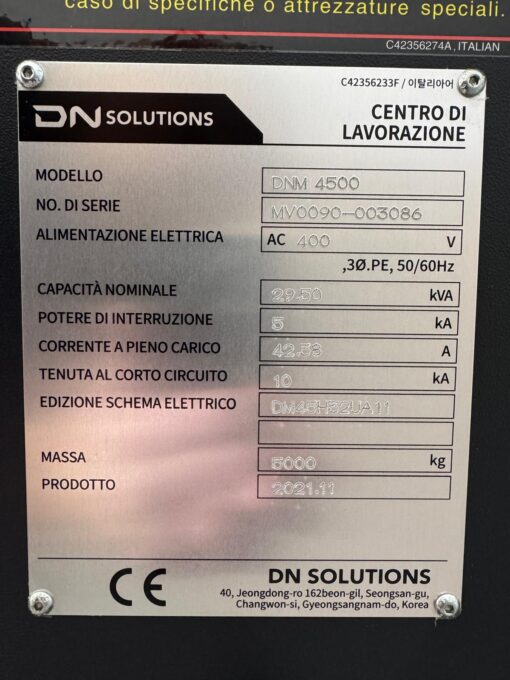 caso di specifiche o attrezzature speciali.
C42356274A, ITALIAN
C42356233F / 이탈리아어
DN SOLUTIONS
CENTRO DI
LAVORAZIONE
MODELLO DNM 4500
NO. DI SERIE MV0090-003086
ALIMENTAZIONE ELETTRICA AC 400 V
,3Ø.PE, 50/60Hz
CAPACITÀ NOMINALE 29.50 kVA
POTERE DI INTERRUZIONE 5 kA
CORRENTE A PIENO CARICO 42.58 A
TENUTA AL CORTO CIRCUITO 10 kA
EDIZIONE SCHEMA ELETTRICO DM45H32UA11
MASSA 5000 kg
PRODOTTO 2021.11
CE
DN SOLUTIONS
40, Jeongdong-ro 162beon-gil, Seongsan-gu,
Changwon-si, Gyeongsangnam-do, Korea